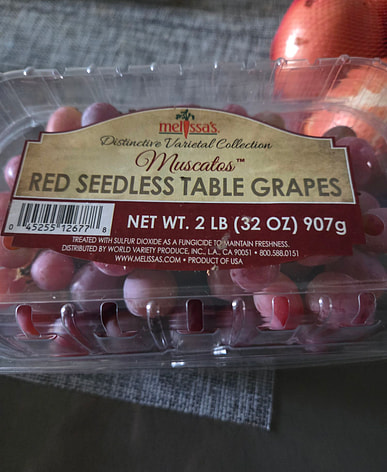 melissa's.
Distinctive Varietal Collection
Muscatos™
RED SEEDLESS TABLE GRAPES
NET WT. 2 LB (32 OZ) 907g
0 45255 12677 8
TREATED WITH SULFUR DIOXIDE AS A FUNGICIDE TO MAINTAIN FRESHNESS.
DISTRIBUTED BY WORLD VARIETY PRODUCE, INC., L.A., CA 90051 • 800.588.0151
WWW.MELISSAS.COM • PRODUCT OF USA